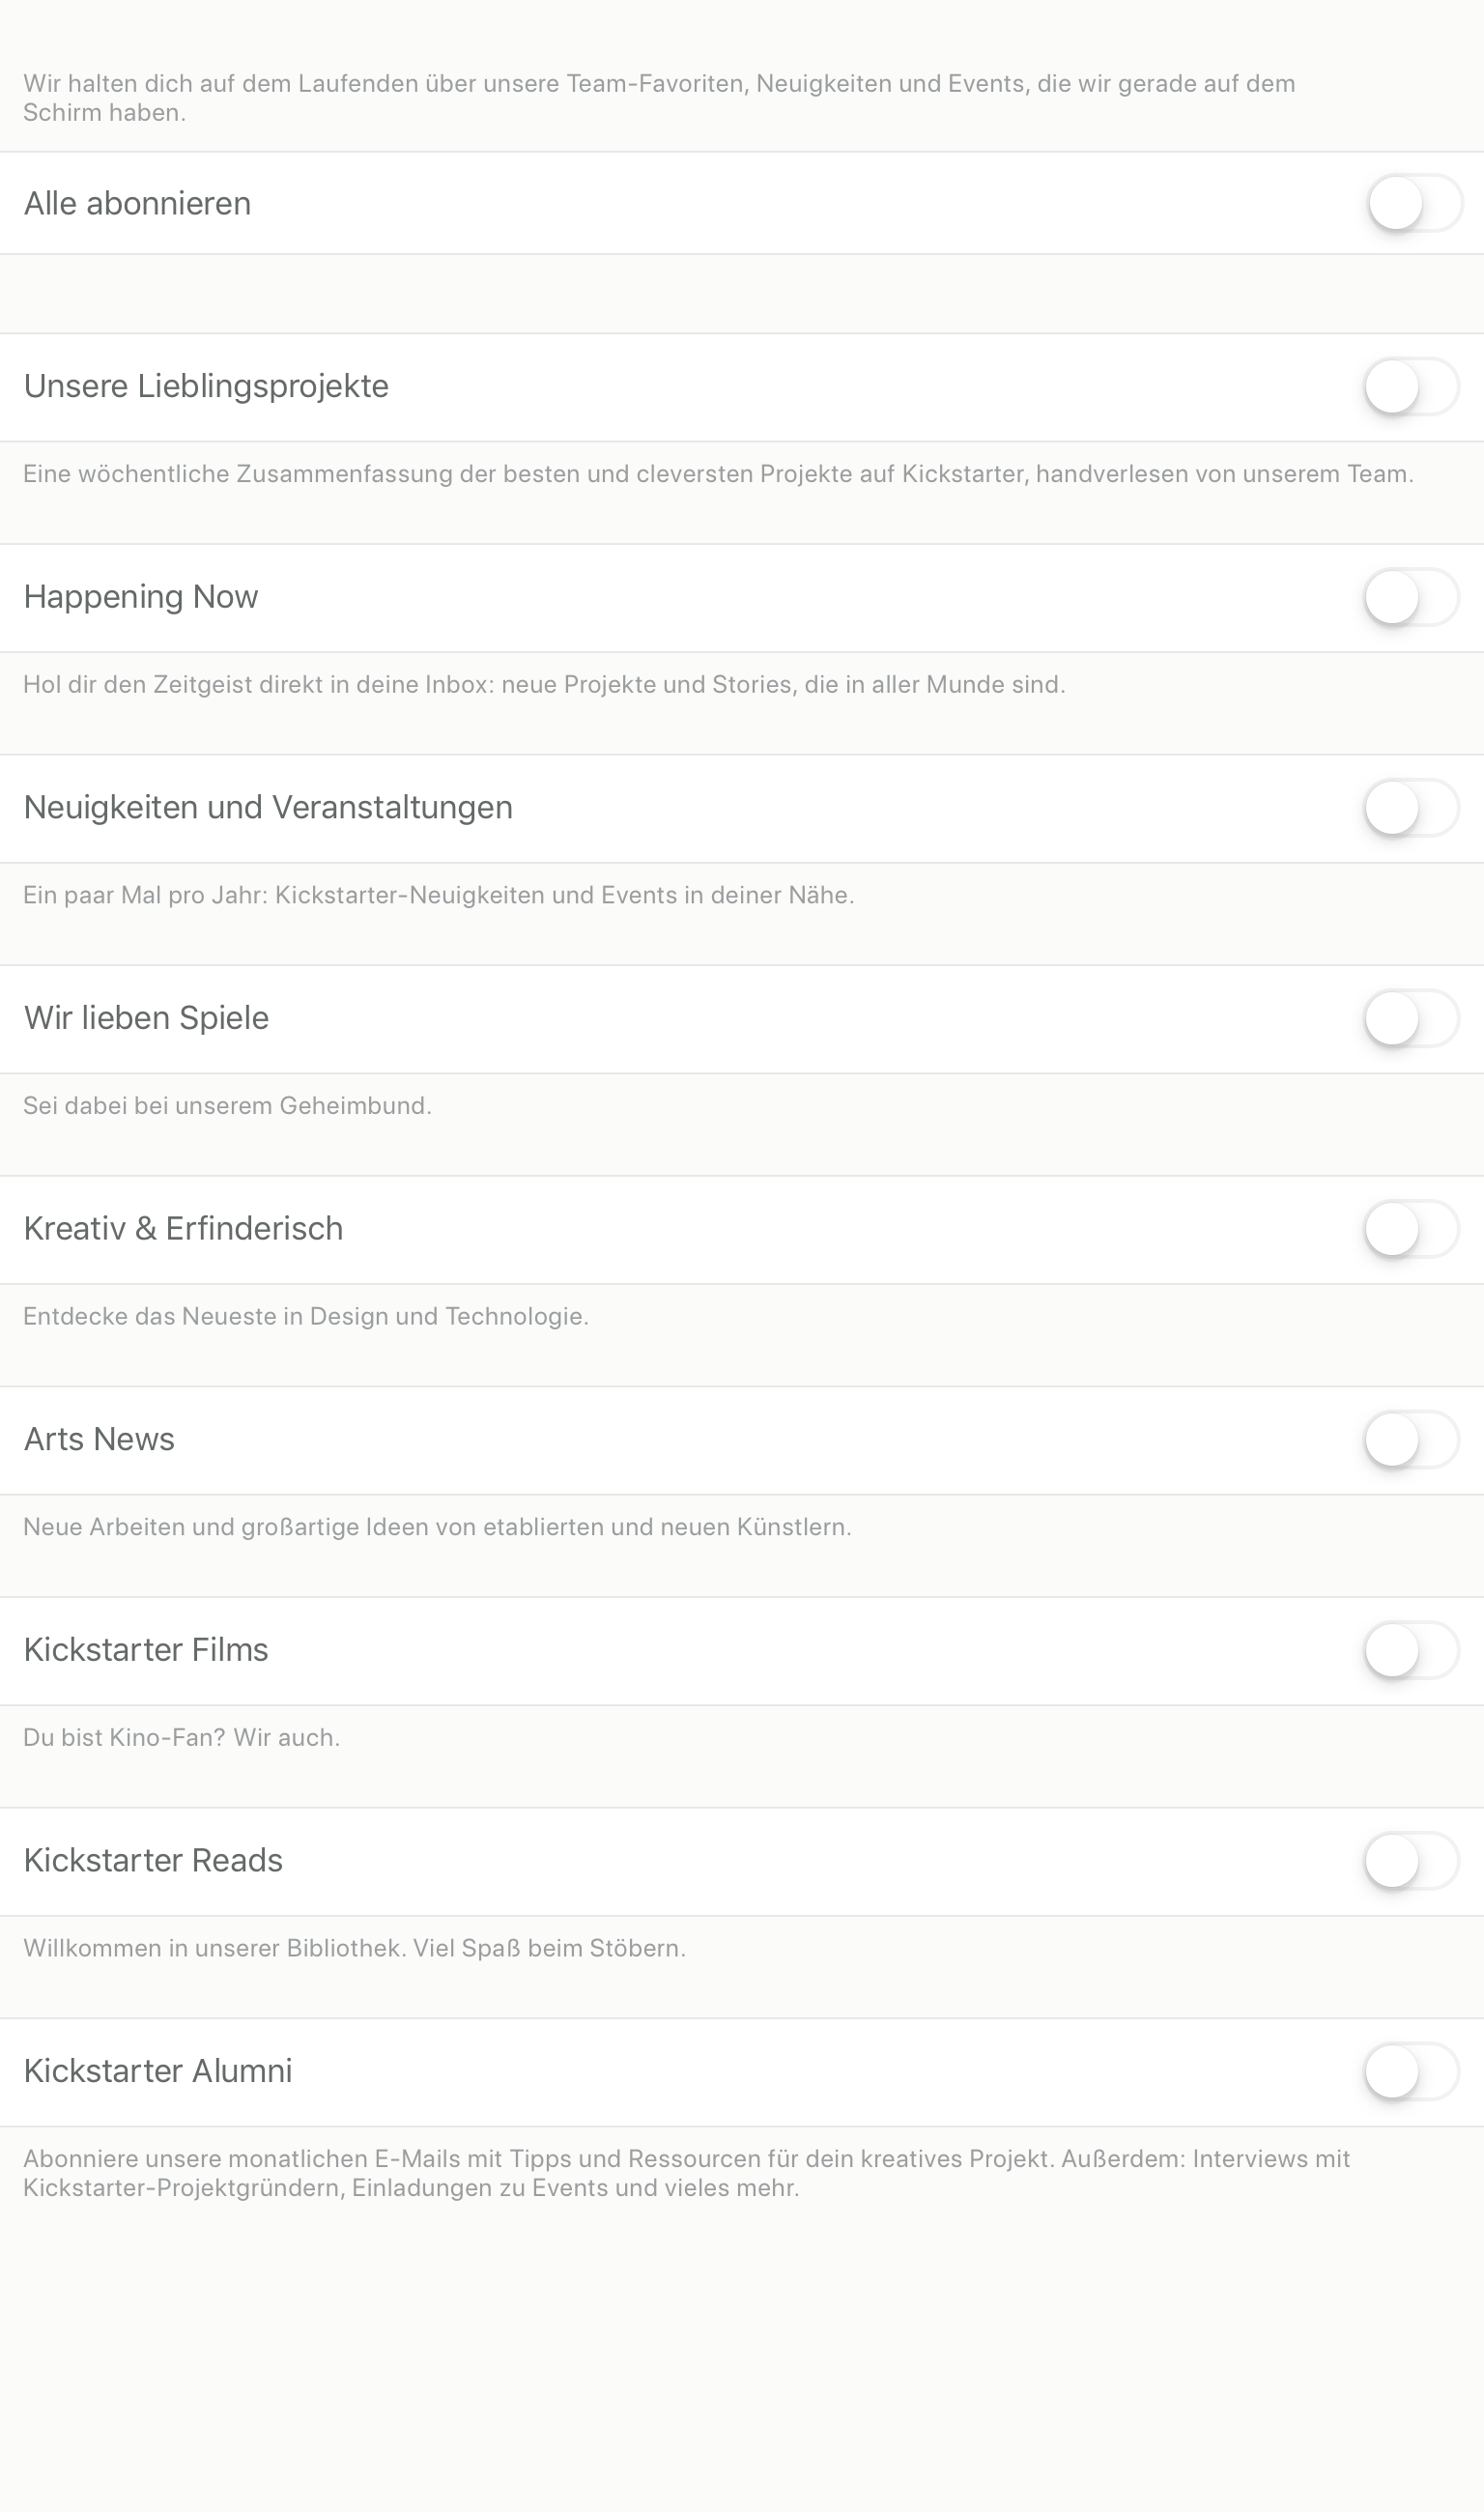 Wir halten dich auf dem Laufenden über unsere Team-Favoriten, Neuigkeiten und Events, die wir gerade auf dem
Schirm haben.
Alle abonnieren
Unsere Lieblingsprojekte
Eine wöchentliche Zusammenfassung der besten und cleversten Projekte auf Kickstarter, handverlesen von unserem Team.
Happening Now
Hol dir den Zeitgeist direkt in deine Inbox: neue Projekte und Stories, die in aller Munde sind.
Neuigkeiten und Veranstaltungen
Ein paar Mal pro Jahr: Kickstarter-Neuigkeiten und Events in deiner Nähe.
Wir lieben Spiele
Sei dabei bei unserem Geheimbund.
Kreativ & Erfinderisch
Entdecke das Neueste in Design und Technologie.
Arts News
Neue Arbeiten und großartige Ideen von etablierten und neuen Künstlern.
Kickstarter Films
Du bist Kino-Fan? Wir auch.
Kickstarter Reads
Willkommen in unserer Bibliothek. Viel Spaß beim Stöbern.
Kickstarter Alumni
Abonniere unsere monatlichen E-Mails mit Tipps und Ressourcen für dein kreatives Projekt. Außerdem: Interviews mit
Kickstarter-Projektgründern, Einladungen zu Events und vieles mehr.